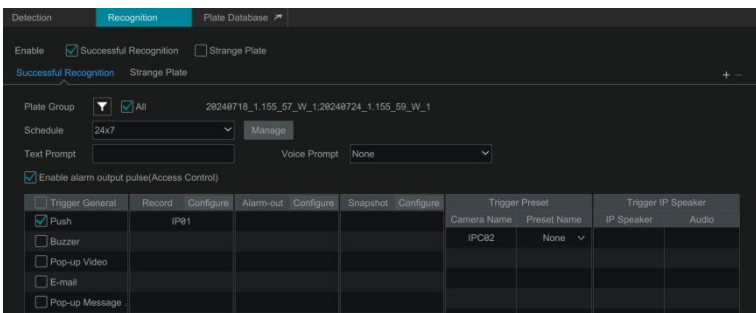 Detection Recognition Plate Database
Enable Successful Recognition Strange Plate
Successful Recognition Strange Plate + −
Plate Group All 20240718_1.155_57_W_1;20240724_1.155_59_W_1
Schedule 24x7 Manage
Text Prompt Voice Prompt None
Enable alarm output pulse(Access Control)
Trigger General Record Configure Alarm-out Configure Snapshot Configure Trigger Preset Trigger IP Speaker
Camera Name Preset Name IP Speaker Audio
Push IP01
IPC02 None
Buzzer
Pop-up Video
E-mail
Pop-up Message .